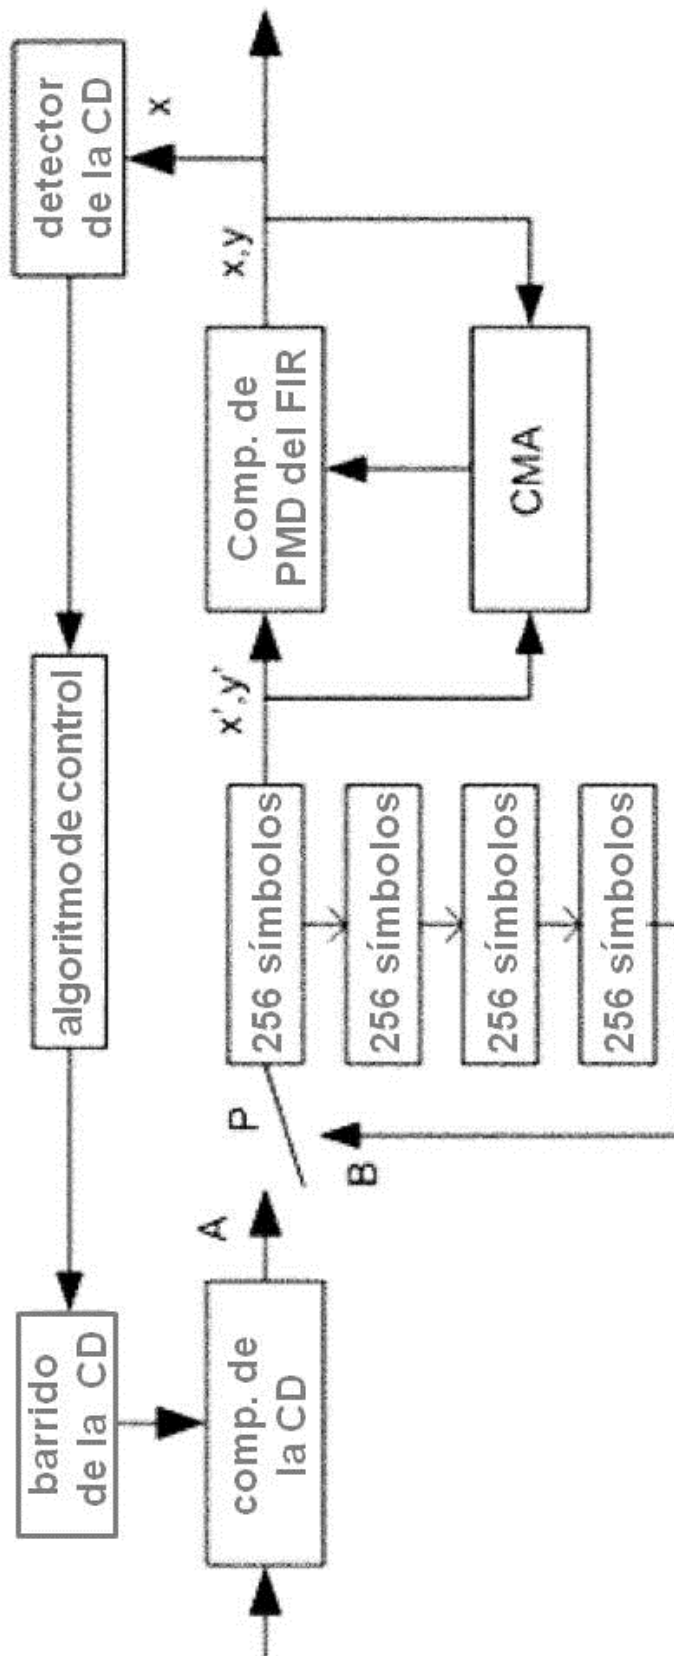 barrido
de la CD
algoritmo de control
detector
de la CD
x
comp. de
la CD
A
P
B
256 símbolos
256 símbolos
256 símbolos
256 símbolos
x',y'
Comp. de
PMD del FIR
x,y
CMA